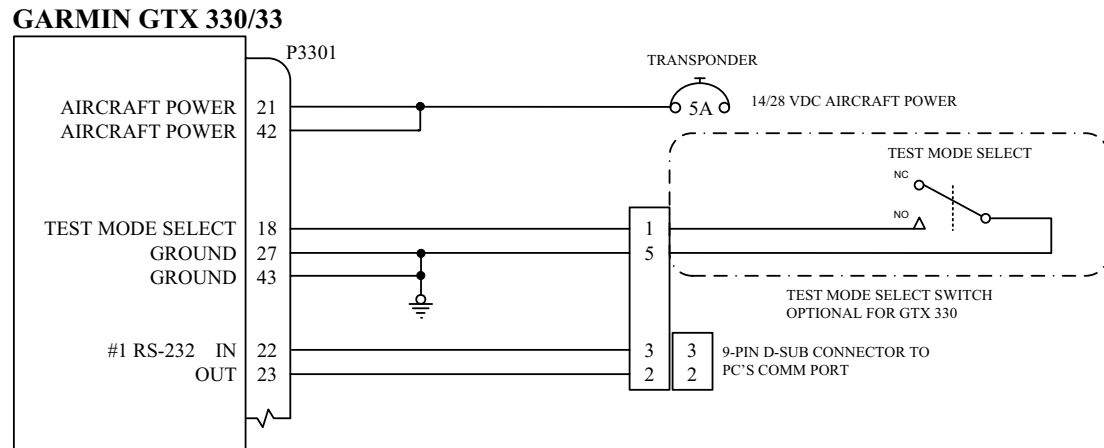 GARMIN GTX 330/33
P3301
TRANSPONDER
AIRCRAFT POWER 21
5A
14/28 VDC AIRCRAFT POWER
AIRCRAFT POWER 42
TEST MODE SELECT
NC
NO
TEST MODE SELECT 18
1
GROUND 27
5
GROUND 43
TEST MODE SELECT SWITCH
OPTIONAL FOR GTX 330
#1 RS-232 IN 22
3
3
9-PIN D-SUB CONNECTOR TO
OUT 23
2
2
PC'S COMM PORT